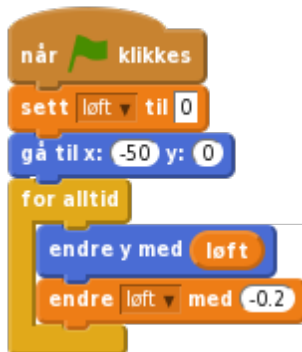 når klikkes
sett løft til 0
gå til x: -50 y: 0
for alltid
endre y med løft
endre løft med -0.2